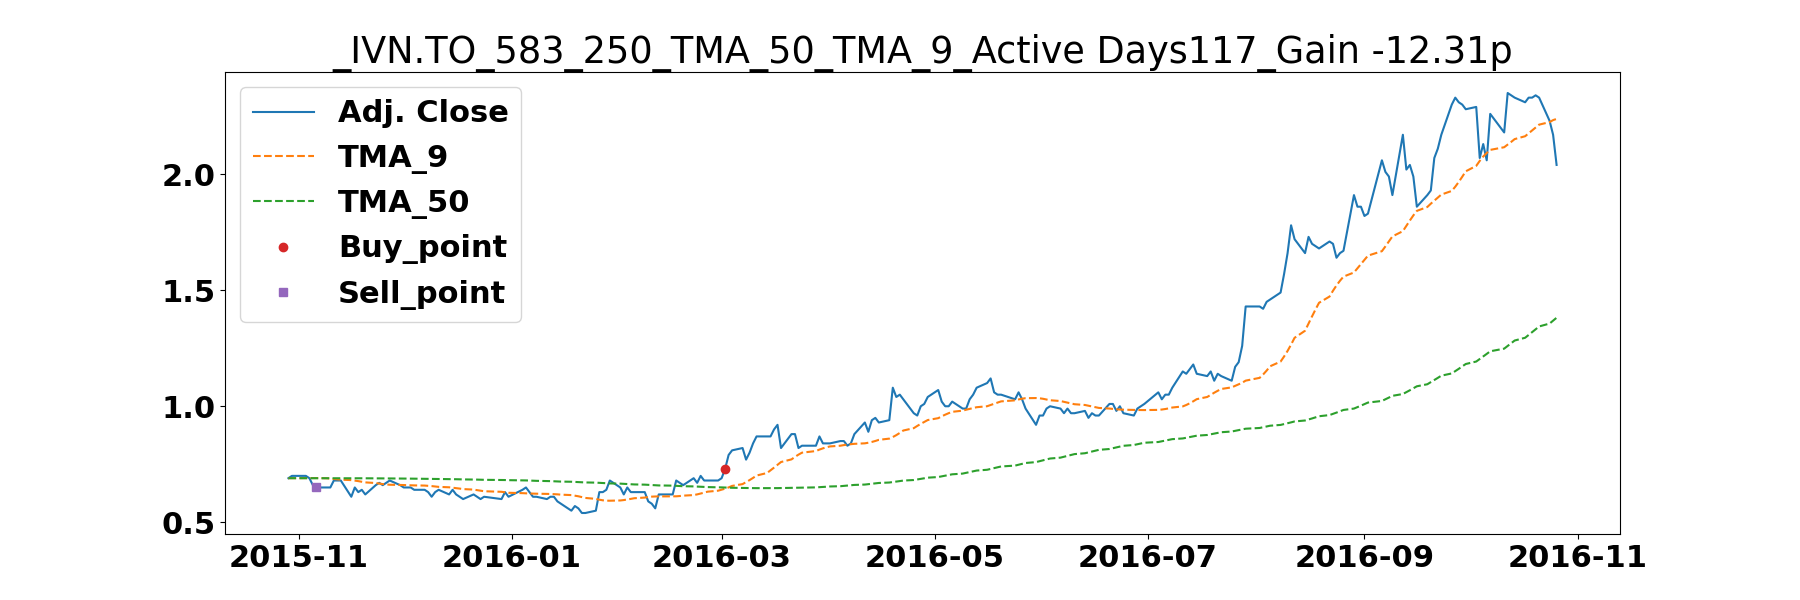 _IVN.TO_583_250_TMA_50_TMA_9_Active Days117_Gain -12.31p
Adj. Close
TMA_9
TMA_50
Buy_point
Sell_point
2.0
1.5
1.0
0.5
2015-11 2016-01 2016-03 2016-05 2016-07 2016-09 2016-11